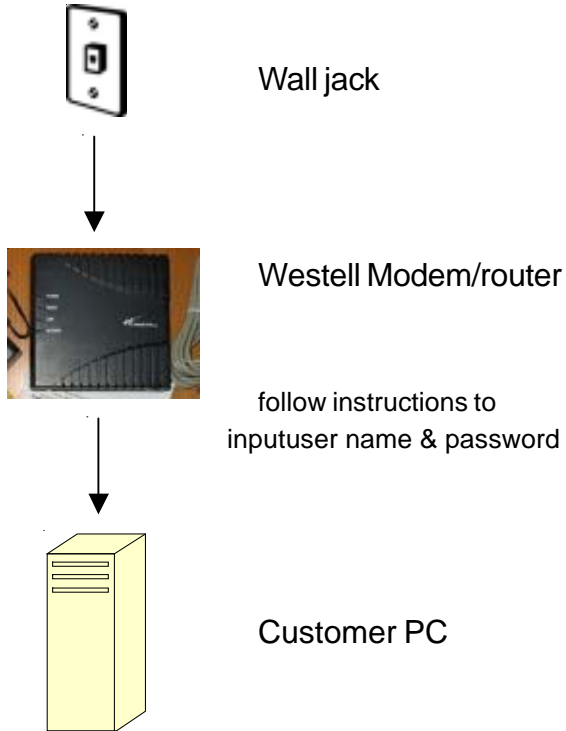 Wall jack
Westell Modem/router
follow instructions to
inputuser name & password
Customer PC